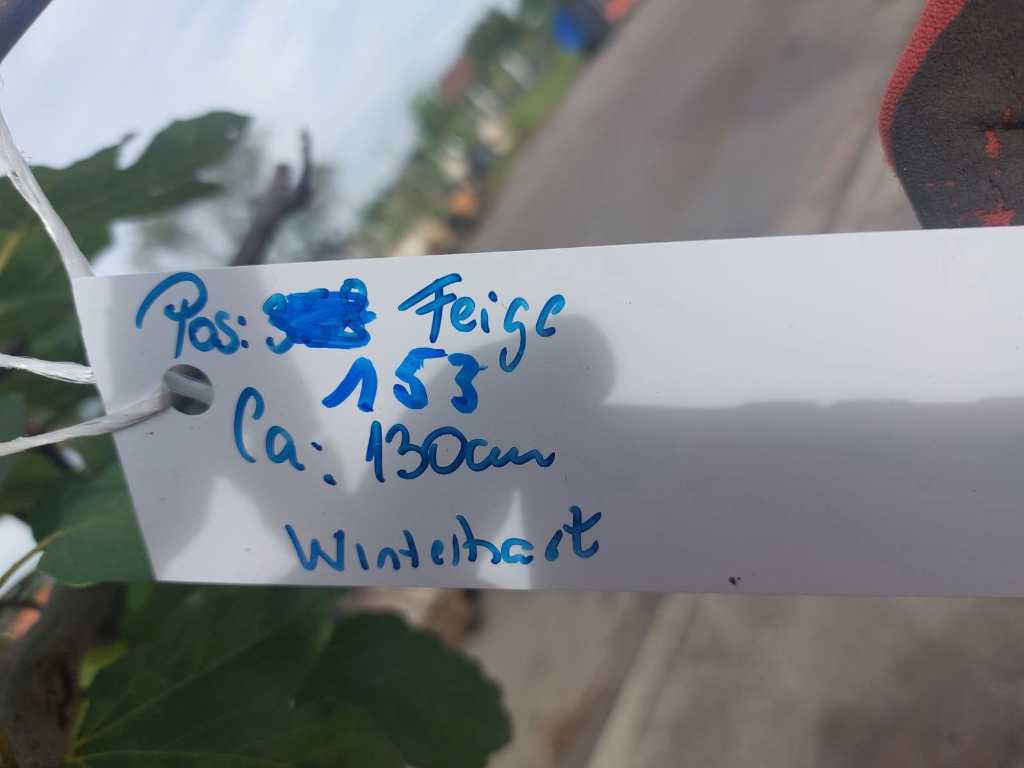 Pos: Feige
153
Ca: 130cm
Winterhart